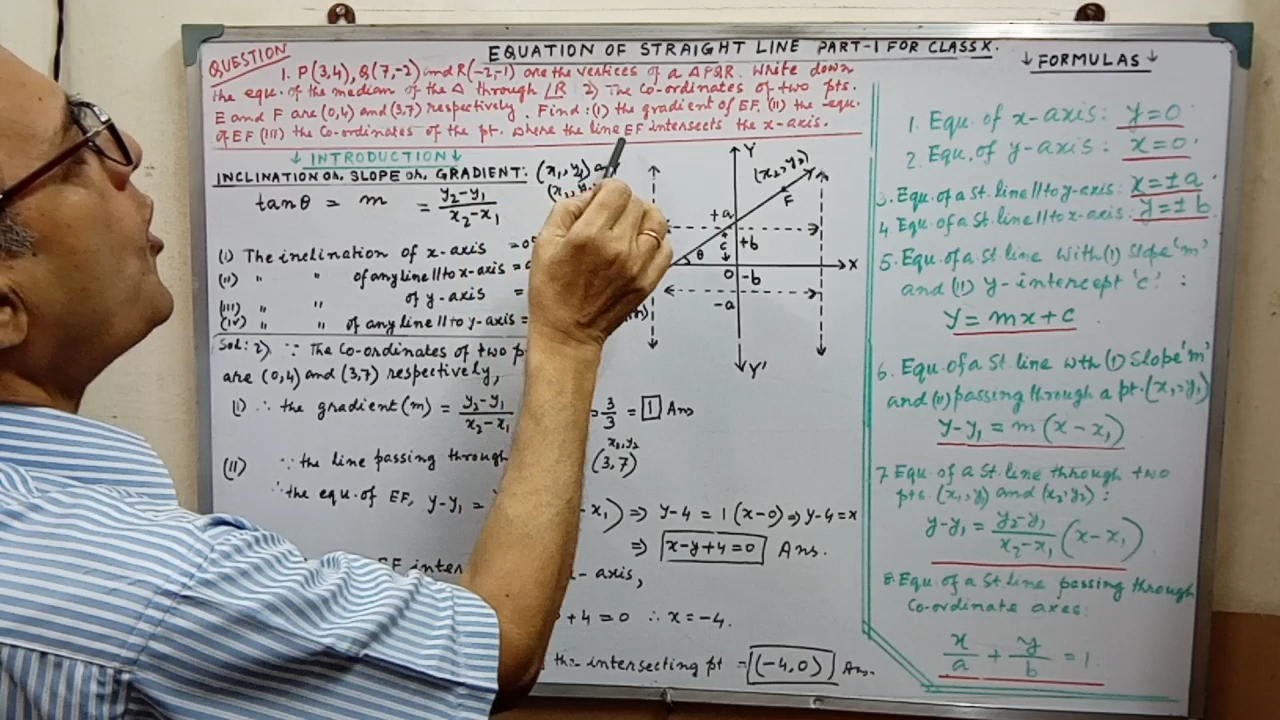 EQUATION OF STRAIGHT LINE PART-1 FOR CLASS X.
QUESTION
1. P(3,4), Q(7,-2) and R(-2,-1) are the vertices of a Δ PQR. Write down
the equ. of the median of the Δ through ∠R 2) The co-ordinates of two pts.
E and F are (0,4) and (3,7) respectively. Find : (I) the gradient of EF. (II) the equ.
of EF (III) the Co-ordinates of the pt. where the line EF intersects the x-axis.
↓ INTRODUCTION ↓
INCLINATION Or, SLOPE Or, GRADIENT: (x₁, y₁)
tanθ = m = y₂-y₁ / x₂-x₁
(I) The inclination of x-axis
(II) " " of any line // to x-axis =
(III) " " of y-axis =
(IV) " " of any line // to y-axis =
Y
(x₂, y₂)
F
+a
+b
c
θ
O
X
-b
-a
Y'
Sol: 2) ∵ The Co-ordinates of two
are (0,4) and (3,7) respectively,
(I) ∴ the gradient (m) = y₂-y₁ / x₂-x₁ = 3/3 = 1 Ans
x₂, y₂
(II) ∵ the line passing through (3,7)
∴ the equ. of EF, y-y₁ = -x₁) ⇒ y-4 = 1(x-0) ⇒ y-4=x
⇒ x-y+4=0 Ans.
EF axis,
+4=0 ∴ x=-4.
the intersecting pt = (-4,0) Ans.
↓ FORMULAS ↓
1. Equ. of x-axis: y=0
2. Equ. of y-axis: x=0.
3. Equ. of a St. line // to y-axis: x=±a
4 Equ. of a St. line // to x-axis: y=±b
5. Equ. of a St. line with (I) Slope 'm'
and (II) y-intercept 'c' :
y=mx+c
6. Equ. of a St. line wth (I) Slope 'm'
and (II) passing through a pt. (x₁, y₁)
y-y₁ = m(x-x₁)
7 Equ. of a St. line through two
pts. (x₁, y₁) and (x₂, y₂) :
y-y₁ = y₂-y₁ / x₂-x₁ (x-x₁)
8. Equ. of a St. line passing through
Co-ordinate axes:
x/a + y/b = 1.